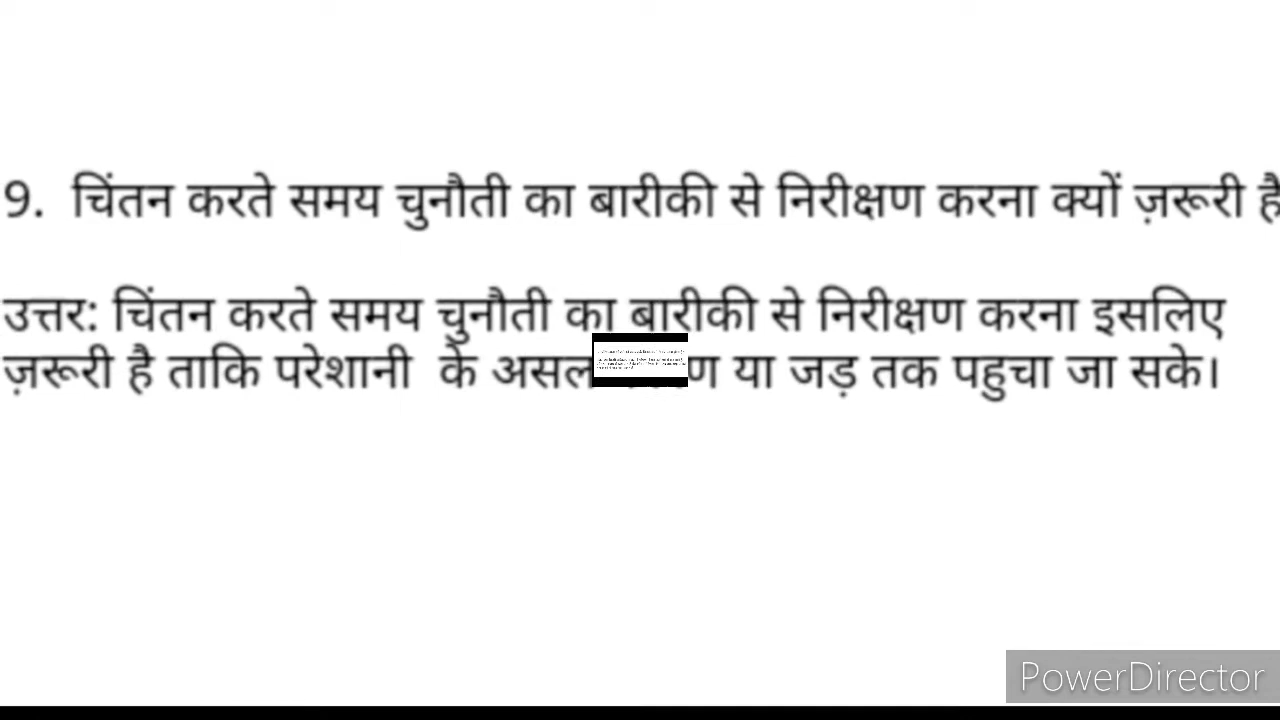 9. चिंतन करते समय चुनौती का बारीकी से निरीक्षण करना क्यों ज़रूरी है
उत्तर: चिंतन करते समय चुनौती का बारीकी से निरीक्षण करना इसलिए
ज़रूरी है ताकि परेशानी के या जड़ तक पहुचा जा सके।
PowerDirector